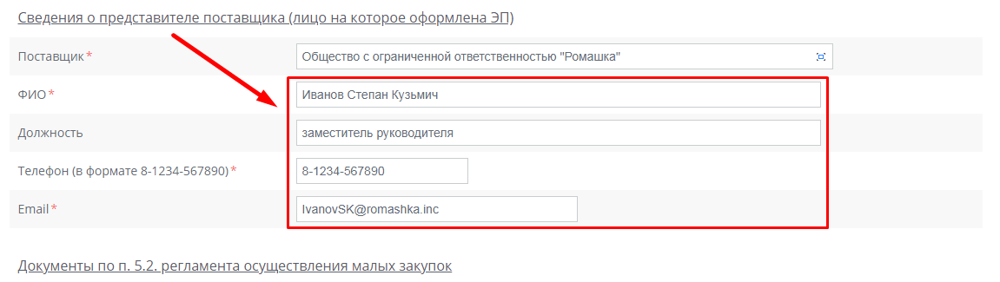 Сведения о представителе поставщика (лицо на которое оформлена ЭП)
Поставщик* Общество с ограниченной ответственностью "Ромашка"
ФИО* Иванов Степан Кузьмич
Должность заместитель руководителя
Телефон (в формате 8-1234-567890)* 8-1234-567890
Email* IvanovSK@romashka.inc
Документы по п. 5.2. регламента осуществления малых закупок